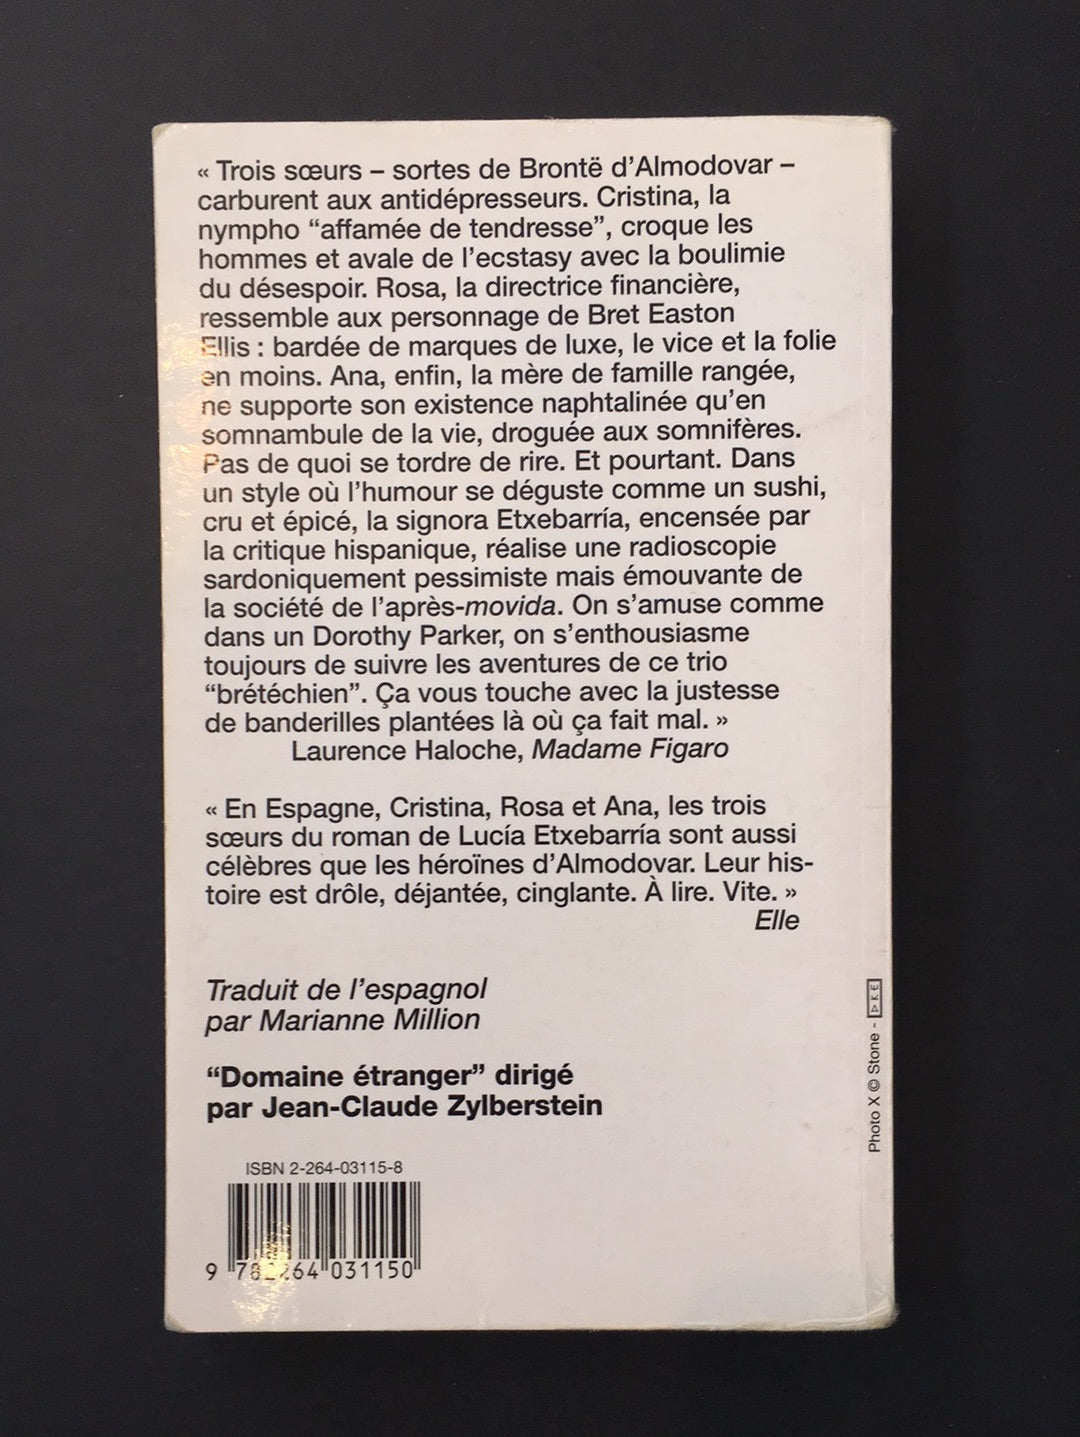 « Trois sœurs – sortes de Brontë d’Almodovar –
carburent aux antidépresseurs. Cristina, la
nympho “affamée de tendresse”, croque les
hommes et avale de l’ecstasy avec la boulimie
du désespoir. Rosa, la directrice financière,
ressemble aux personnage de Bret Easton
Ellis : bardée de marques de luxe, le vice et la folie
en moins. Ana, enfin, la mère de famille rangée,
ne supporte son existence naphtalinée qu’en
somnambule de la vie, droguée aux somnifères.
Pas de quoi se tordre de rire. Et pourtant. Dans
un style où l’humour se déguste comme un sushi,
cru et épicé, la signora Etxebarría, encensée par
la critique hispanique, réalise une radioscopie
sardoniquement pessimiste mais émouvante de
la société de l’après-movida. On s’amuse comme
dans un Dorothy Parker, on s’enthousiasme
toujours de suivre les aventures de ce trio
“brétéchien”. Ça vous touche avec la justesse
de banderilles plantées là où ça fait mal. »
Laurence Haloche, Madame Figaro
« En Espagne, Cristina, Rosa et Ana, les trois
sœurs du roman de Lucía Etxebarría sont aussi
célèbres que les héroïnes d’Almodovar. Leur his-
toire est drôle, déjantée, cinglante. À lire. Vite. »
Elle
Traduit de l’espagnol
par Marianne Million
“Domaine étranger” dirigé
par Jean-Claude Zylberstein
ISBN 2-264-03115-8
9 782264 031150
Photo X © Stone -